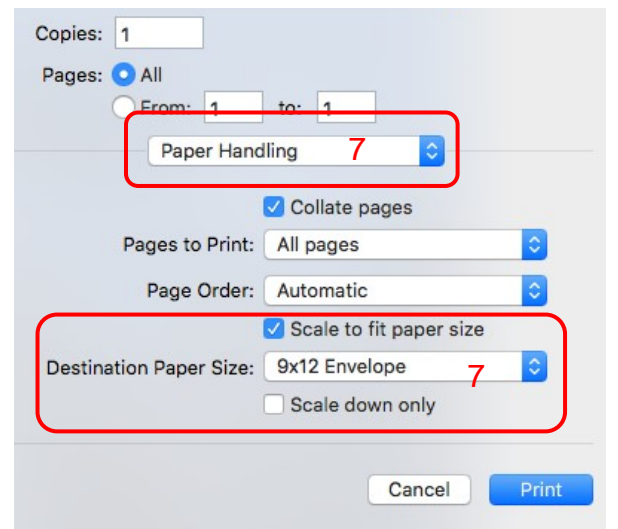 Copies: 1
Pages: All
From: 1 to: 1
Paper Handling 7
Collate pages
Pages to Print: All pages
Page Order: Automatic
Scale to fit paper size
Destination Paper Size: 9x12 Envelope 7
Scale down only
Cancel Print